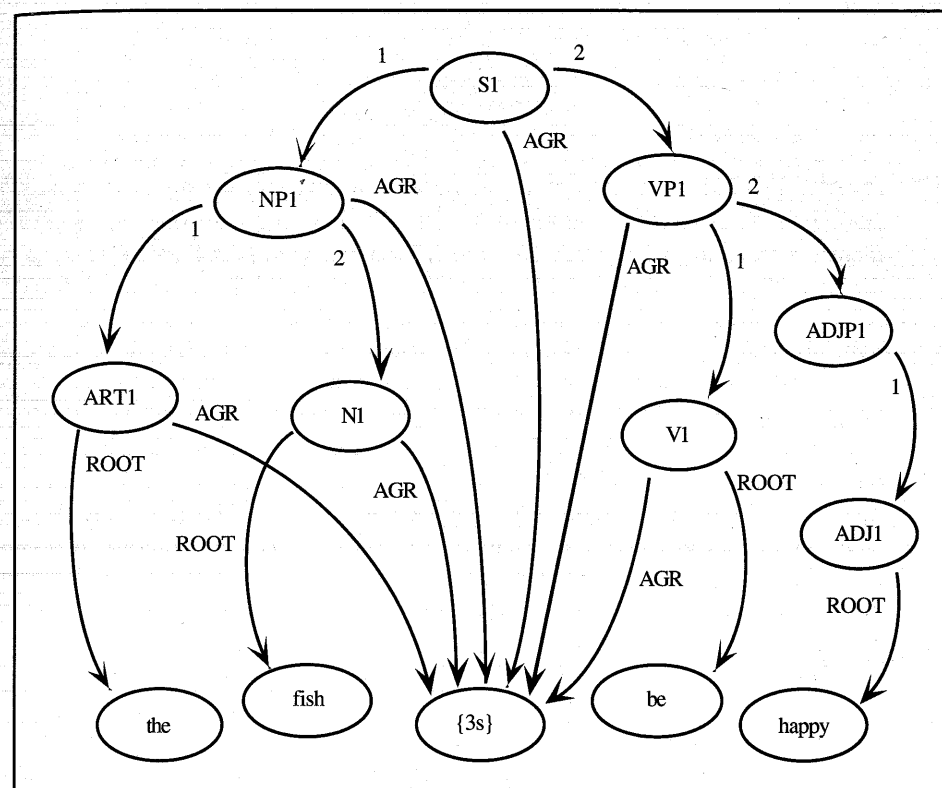 1
S1
2
AGR
NP1
AGR
VP1
2
1
2
AGR
1
ADJP1
ART1
AGR
N1
V1
1
ROOT
AGR
ROOT
ROOT
ADJ1
AGR
ROOT
the
fish
{3s}
be
happy